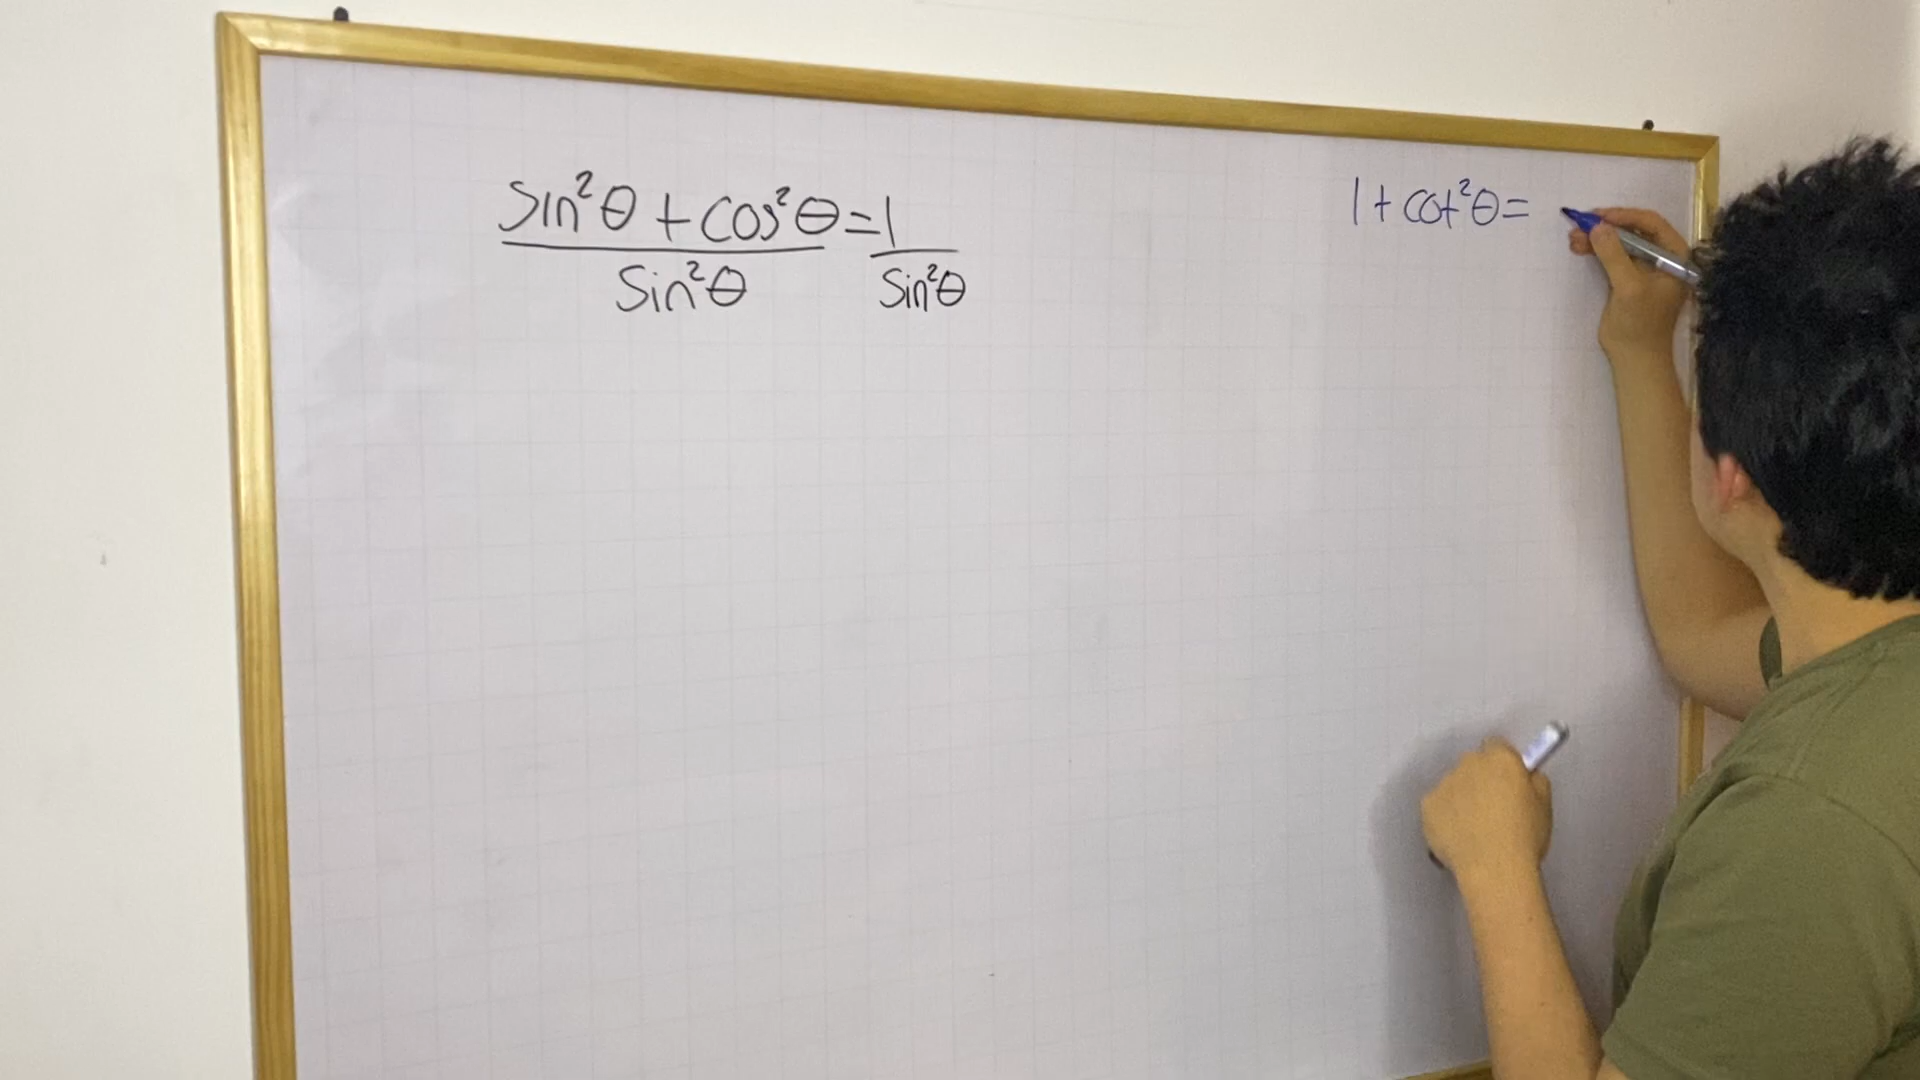 sin²θ + cos²θ = 1
sin²θ sin²θ
1 + cot²θ =